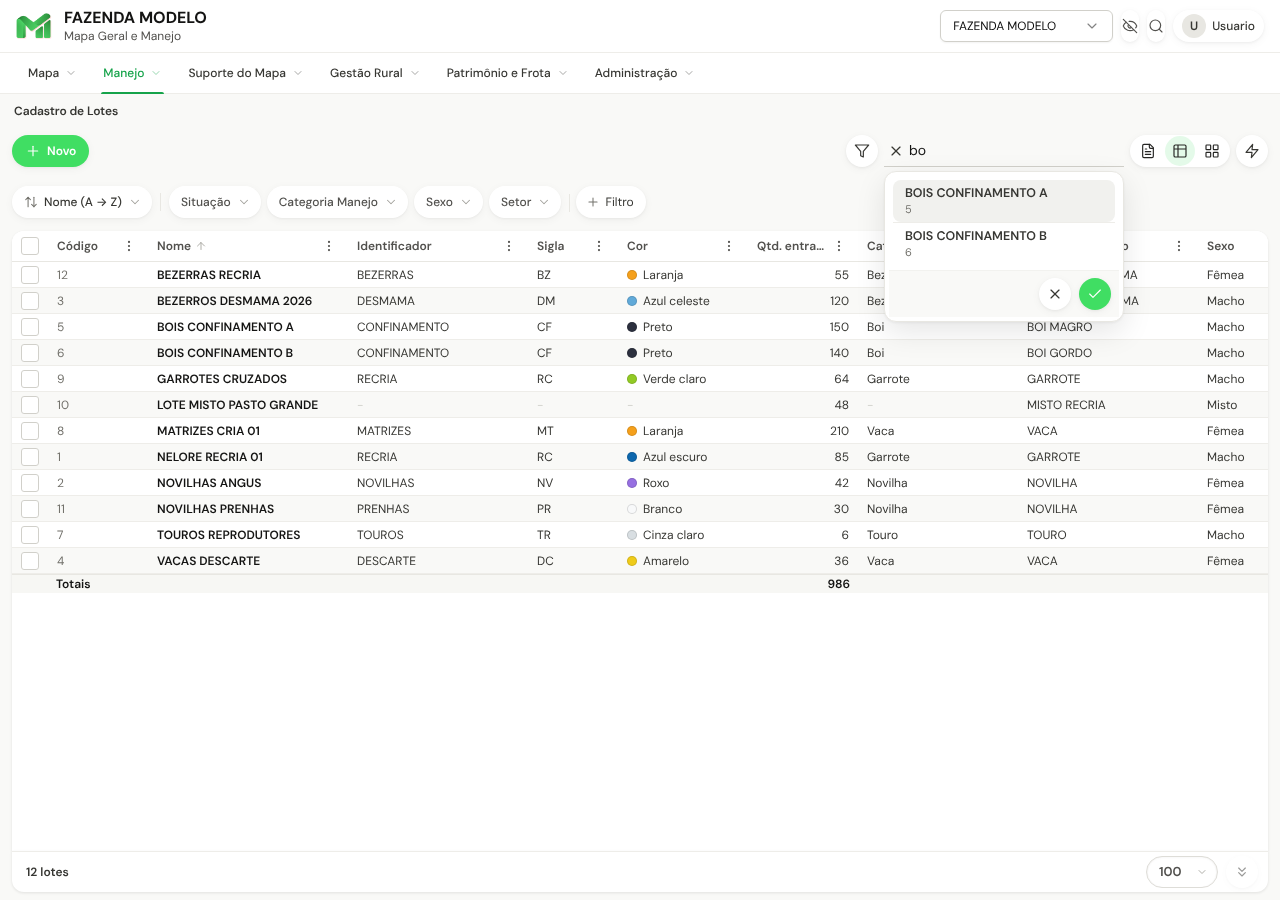 FAZENDA MODELO
Mapa Geral e Manejo
FAZENDA MODELO
U Usuario
Mapa Manejo Suporte do Mapa Gestão Rural Patrimônio e Frota Administração
Cadastro de Lotes
Novo
bo
BOIS CONFINAMENTO A
5
BOIS CONFINAMENTO B
6
Nome (A → Z) Situação Categoria Manejo Sexo Setor Filtro
Código Nome Identificador Sigla Cor Qtd. entra... Sexo
12 BEZERRAS RECRIA BEZERRAS BZ Laranja 55 Fêmea
3 BEZERROS DESMAMA 2026 DESMAMA DM Azul celeste 120 Macho
5 BOIS CONFINAMENTO A CONFINAMENTO CF Preto 150 Boi BOI MAGRO Macho
6 BOIS CONFINAMENTO B CONFINAMENTO CF Preto 140 Boi BOI GORDO Macho
9 GARROTES CRUZADOS RECRIA RC Verde claro 64 Garrote GARROTE Macho
10 LOTE MISTO PASTO GRANDE – – – 48 – MISTO RECRIA Misto
8 MATRIZES CRIA 01 MATRIZES MT Laranja 210 Vaca VACA Fêmea
1 NELORE RECRIA 01 RECRIA RC Azul escuro 85 Garrote GARROTE Macho
2 NOVILHAS ANGUS NOVILHAS NV Roxo 42 Novilha NOVILHA Fêmea
11 NOVILHAS PRENHAS PRENHAS PR Branco 30 Novilha NOVILHA Fêmea
7 TOUROS REPRODUTORES TOUROS TR Cinza claro 6 Touro TOURO Macho
4 VACAS DESCARTE DESCARTE DC Amarelo 36 Vaca VACA Fêmea
Totais 986
12 lotes 100